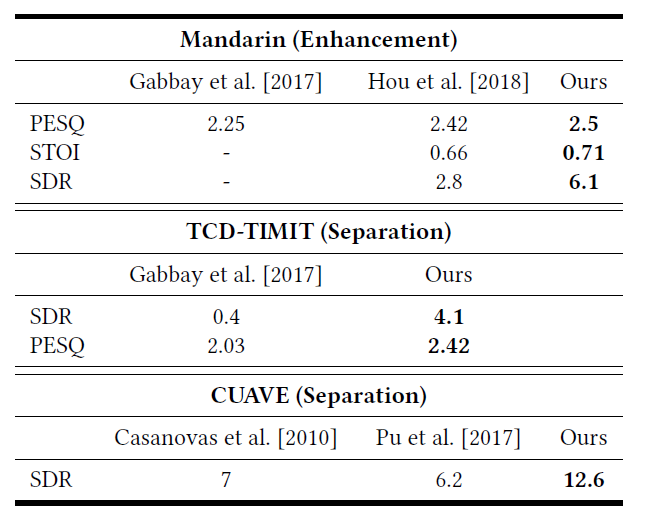 Mandarin (Enhancement)
Gabbay et al. [2017] Hou et al. [2018] Ours
PESQ 2.25 2.42 2.5
STOI - 0.66 0.71
SDR - 2.8 6.1
TCD-TIMIT (Separation)
Gabbay et al. [2017] Ours
SDR 0.4 4.1
PESQ 2.03 2.42
CUAVE (Separation)
Casanovas et al. [2010] Pu et al. [2017] Ours
SDR 7 6.2 12.6